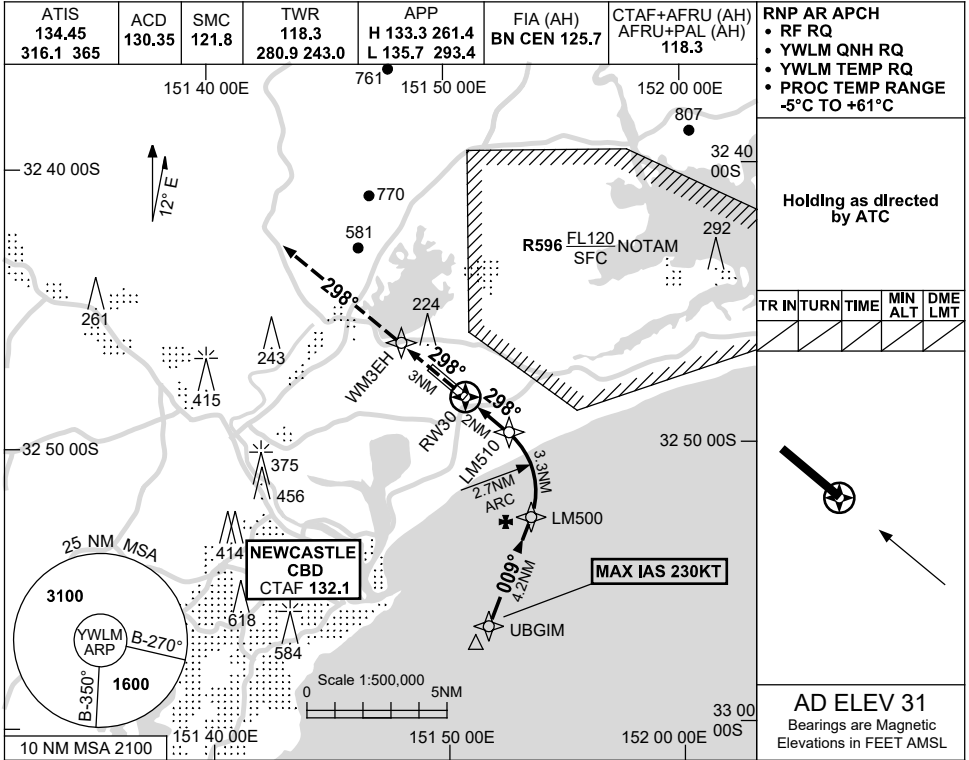 ATIS
134.45
316.1 365
ACD
130.35
SMC
121.8
TWR
118.3
280.9 243.0
APP
H 133.3 261.4
L 135.7 293.4
FIA (AH)
BN CEN 125.7
CTAF+AFRU (AH)
AFRU+PAL (AH)
118.3
RNP AR APCH
• RF RQ
• YWLM QNH RQ
• YWLM TEMP RQ
• PROC TEMP RANGE
-5°C TO +61°C
Holding as directed
by ATC
TR IN
TURN
TIME
MIN
ALT
DME
LMT
151 40 00E
761
151 50 00E
152 00 00E
807
32 40 00S
32 40
00S
12° E
770
581
R596 FL120 NOTAM
SFC
292
298°
261
224
243
WM3EH
298°
3NM
415
298°
RW30
2NM
LM510
32 50 00S
32 50 00S
375
456
3.3NM
2.7NM
ARC
LM500
414
NEWCASTLE
CBD
CTAF 132.1
009°
4.2NM
MAX IAS 230KT
25 NM MSA
3100
618
YWLM
ARP
B-270°
584
UBGIM
B-350°
1600
Scale 1:500,000
0
5NM
33 00
00S
10 NM MSA 2100
151 40 00E
151 50 00E
152 00 00E
AD ELEV 31
Bearings are Magnetic
Elevations in FEET AMSL